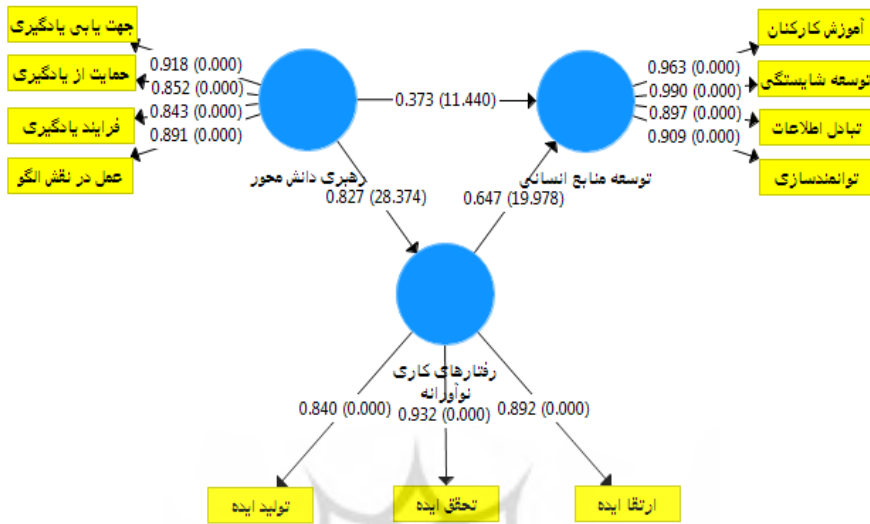 جهت یابی یادگیری
حمایت از یادگیری
فرایند یادگیری
عمل در نقش الگو
0.918 (0.000)
0.852 (0.000)
0.843 (0.000)
0.891 (0.000)
رهبری دانش محور
0.373 (11.440)
0.827 (28.374)
0.647 (19.978)
توسعه منابع انسانی
0.963 (0.000)
0.990 (0.000)
0.897 (0.000)
0.909 (0.000)
آموزش کارکنان
توسعه شایستگی
تبادل اطلاعات
توانمندسازی
رفتارهای کاری
نوآورانه
0.840 (0.000)
0.932 (0.000)
0.892 (0.000)
تولید ایده
تحقق ایده
ارتقا ایده